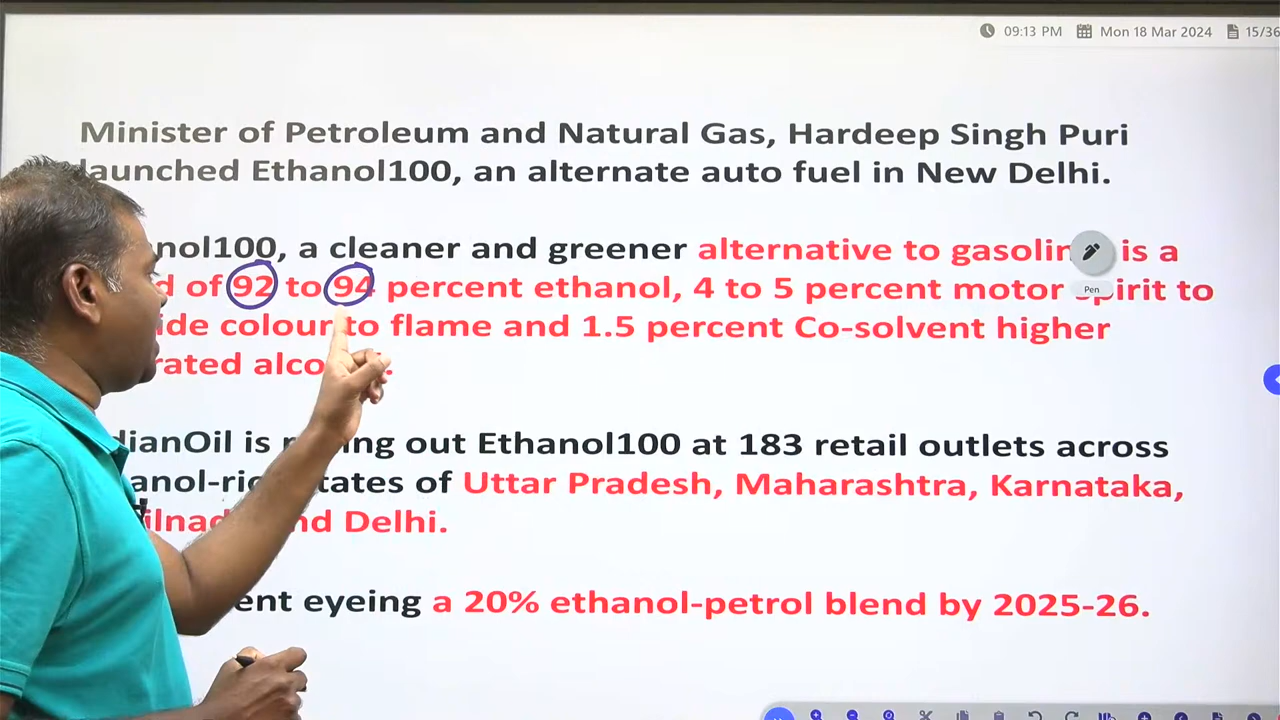 09:13 PM Mon 18 Mar 2024 15/36
Minister of Petroleum and Natural Gas, Hardeep Singh Puri
launched Ethanol100, an alternate auto fuel in New Delhi.
nol100, a cleaner and greener alternative to gasolin is a
of 92 to 94 percent ethanol, 4 to 5 percent motor spirit to
Pen
ide colour to flame and 1.5 percent Co-solvent higher
rated alco
dianOil is out Ethanol100 at 183 retail outlets across
anol-ric states of Uttar Pradesh, Maharashtra, Karnataka,
ilnad and Delhi.
ent eyeing a 20% ethanol-petrol blend by 2025-26.